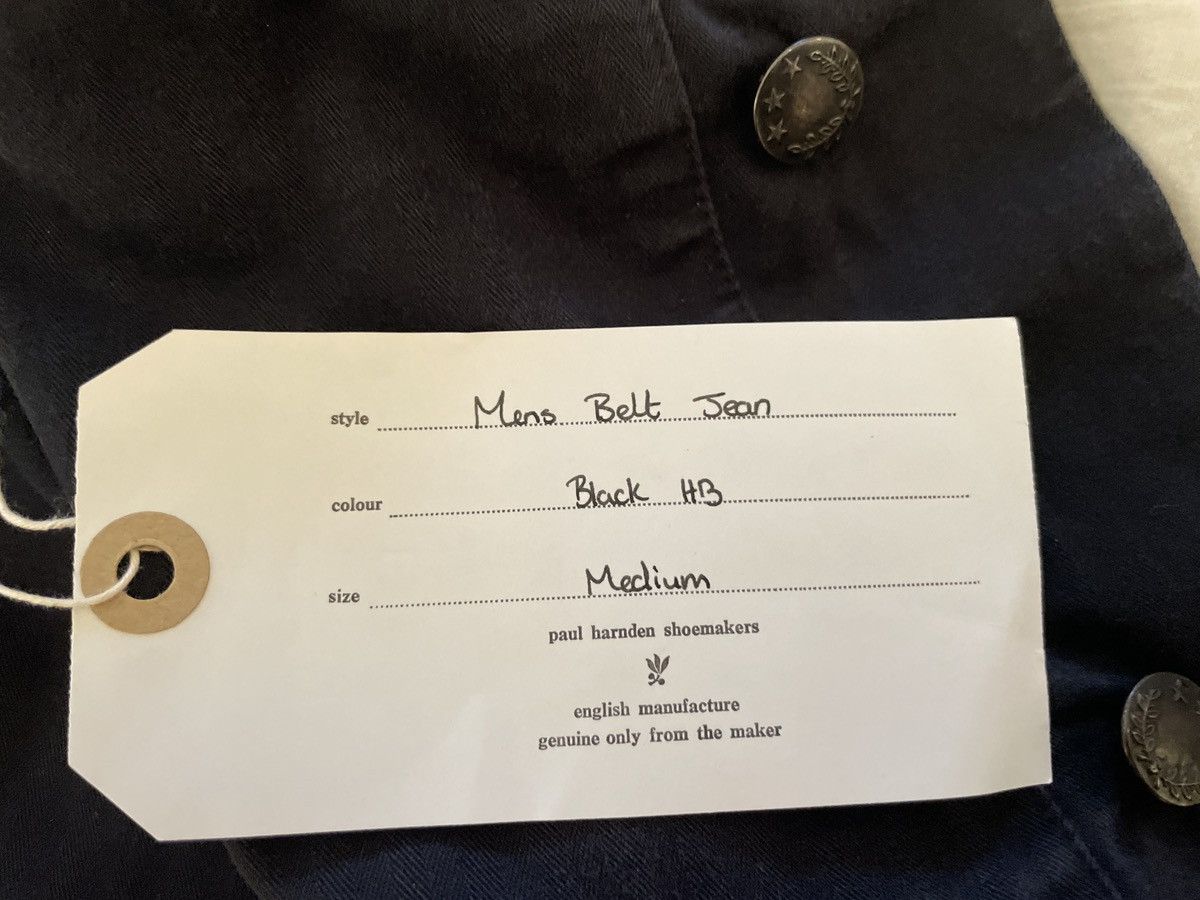 style Mens Belt Jean
colour Black HB
size Medium
paul harnden shoemakers
english manufacture
genuine only from the maker